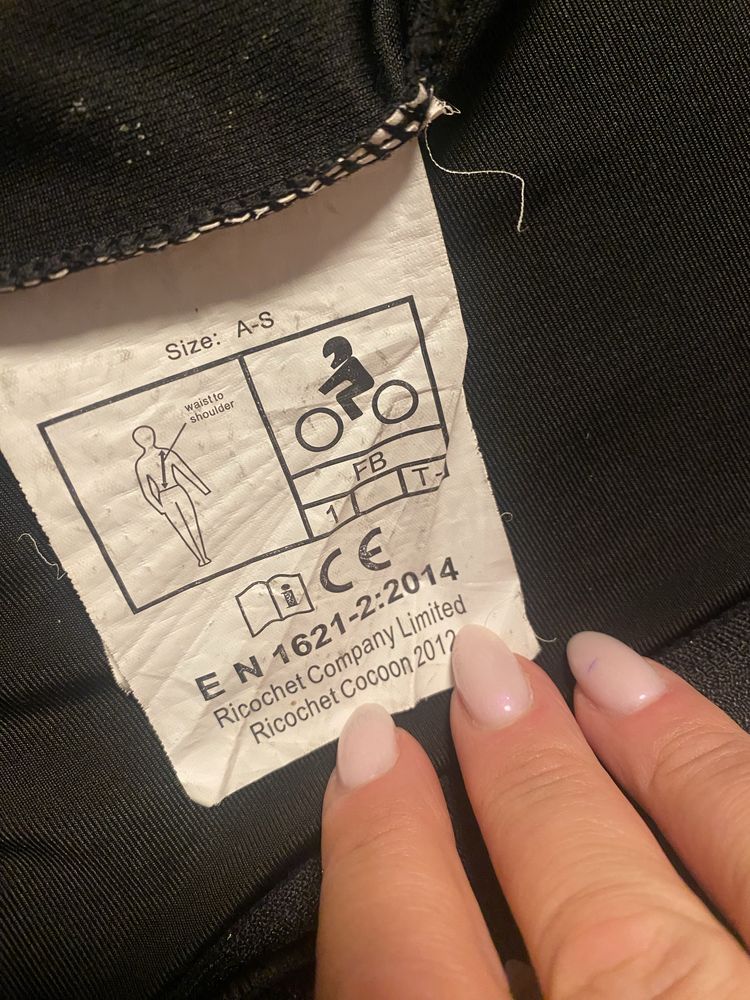 Size: A-S
waist to
shoulder
FB
1 T-
CE
EN 1621-2:2014
Ricochet Company Limited
Ricochet Cocoon 2012